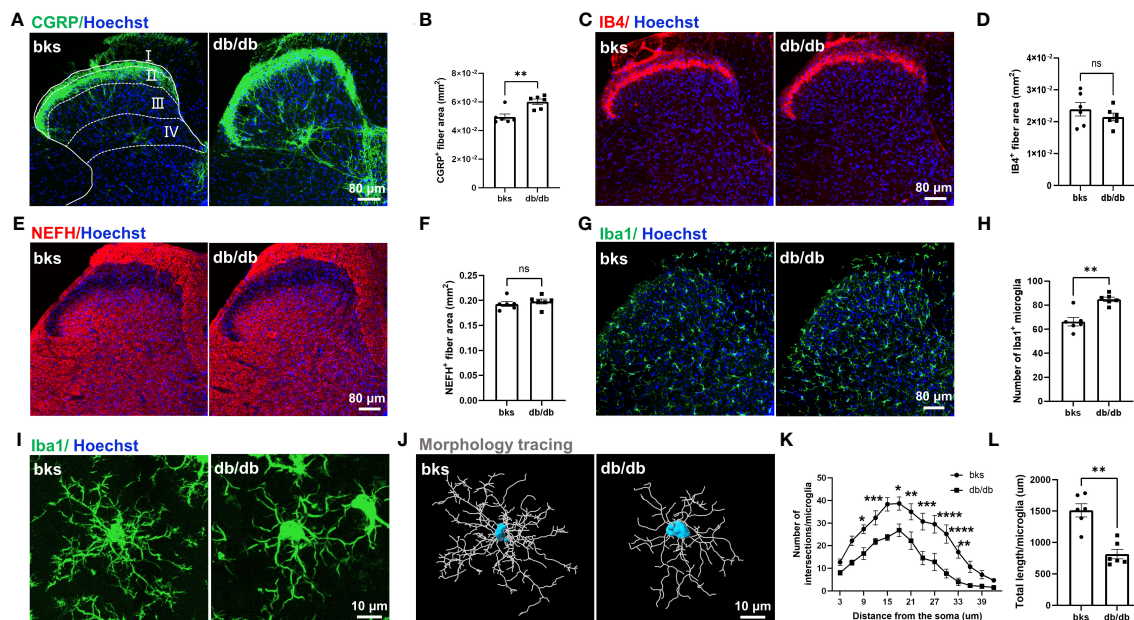 A CGRP/Hoechst
bks
db/db
I
II
III
IV
80 μm
B
CGRP+ fiber area (mm²)
8×10-2
6×10-2
4×10-2
2×10-2
0
**
bks
db/db
C IB4/ Hoechst
bks
db/db
80 μm
D
IB4+ fiber area (mm²)
4×10-2
3×10-2
2×10-2
1×10-2
0
ns
bks
db/db
E NEFH/Hoechst
bks
db/db
80 μm
F
NEFH+ fiber area (mm²)
0.25
0.20
0.15
0.10
0.05
0.00
ns
bks
db/db
G Iba1/ Hoechst
bks
db/db
80 μm
H
Number of Iba1+ microglia
100
80
60
40
20
0
**
bks
db/db
I Iba1/ Hoechst
bks
db/db
10 μm
J Morphology tracing
bks
db/db
10 μm
K
Number of
intersections/microglia
50
40
30
20
10
0
* *** * ** *** **** **** **
bks
db/db
3 9 15 21 27 33 39
Distance from the soma (um)
L
Total length/microglia (um)
2000
1500
1000
500
0
**
bks
db/db